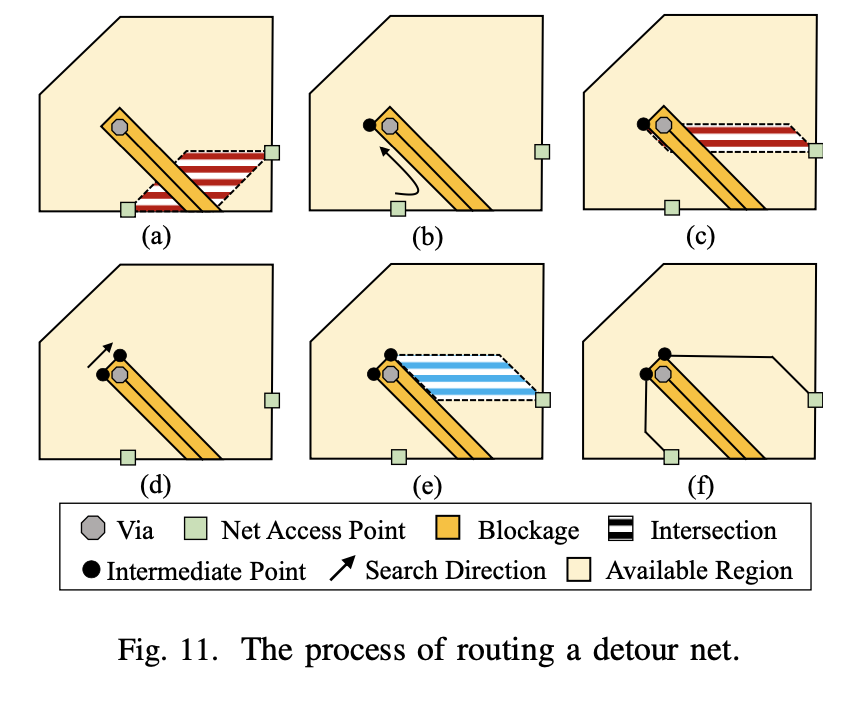 (a)
(b)
(c)
(d)
(e)
(f)
Via
Net Access Point
Blockage
Intersection
Intermediate Point
Search Direction
Available Region
Fig. 11. The process of routing a detour net.